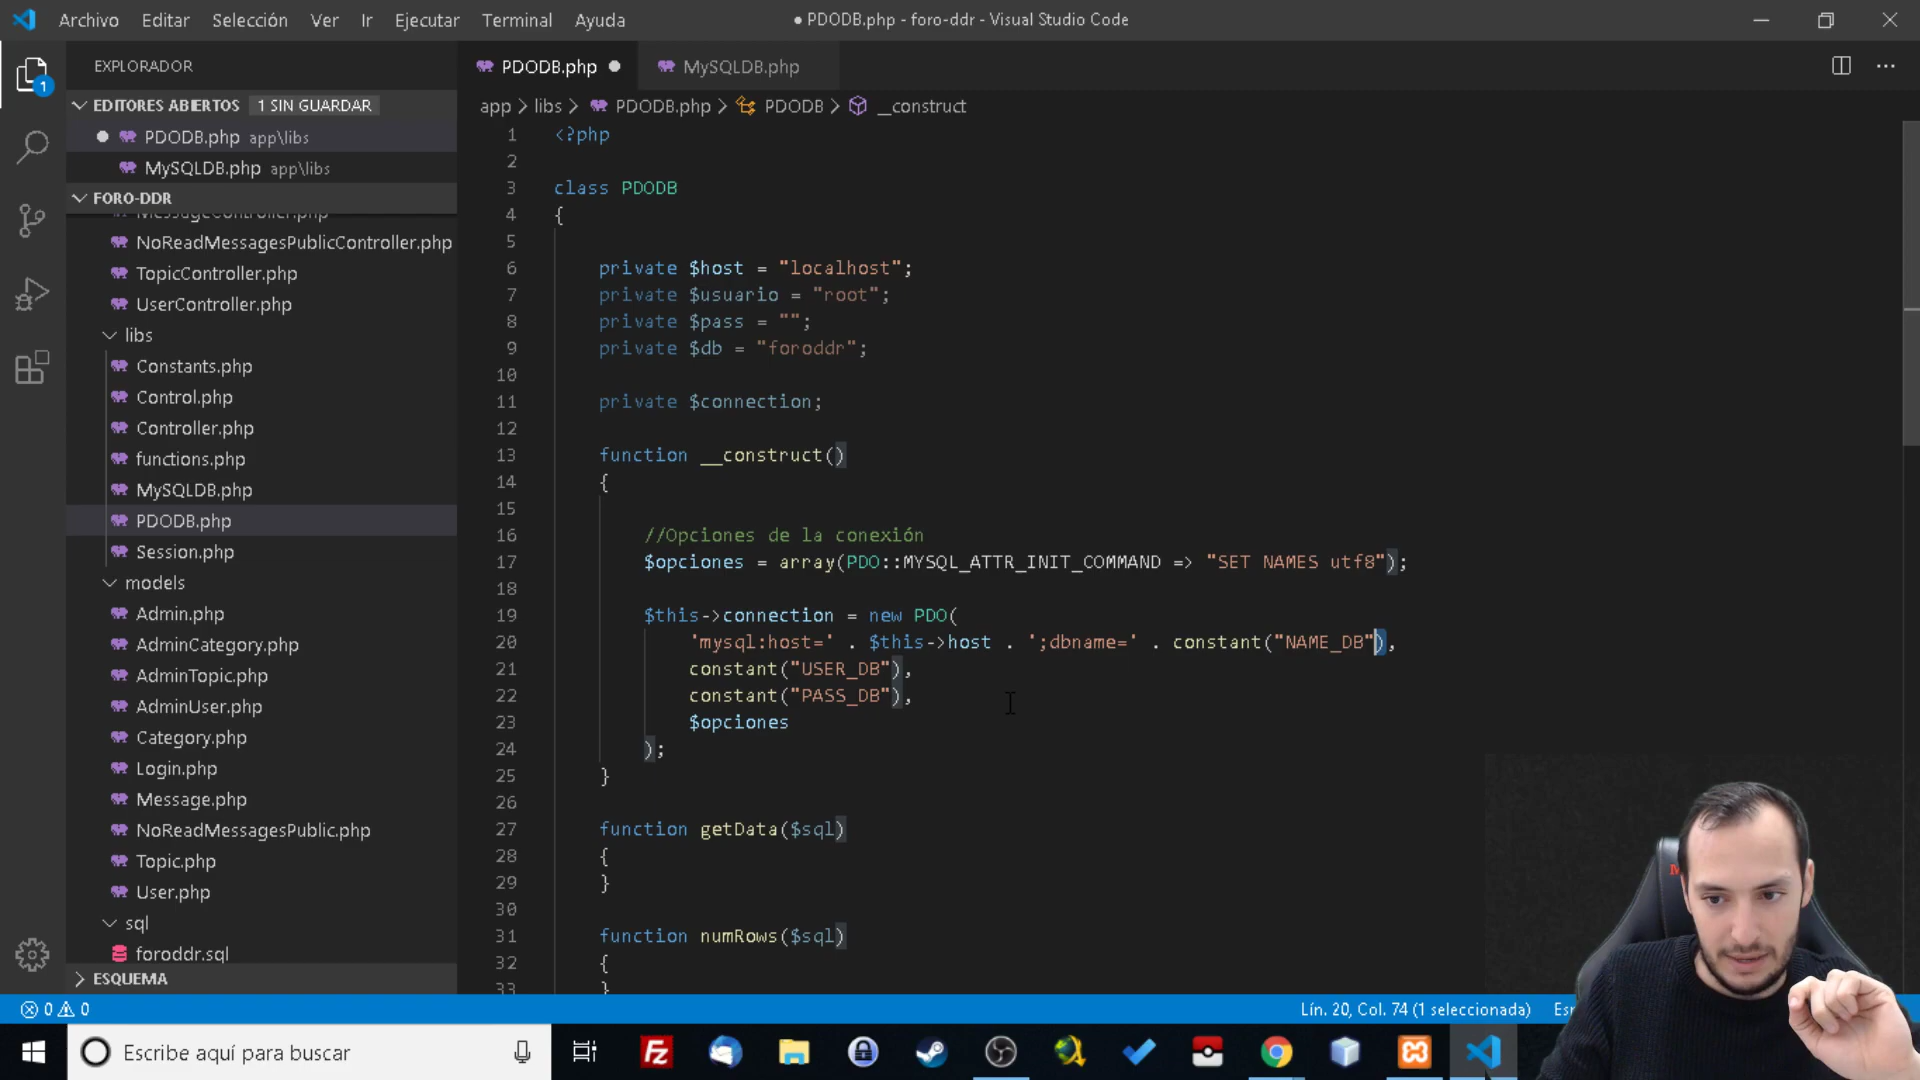 Archivo Editar Selección Ver Ir Ejecutar Terminal Ayuda
● PDODB.php - foro-ddr - Visual Studio Code
EXPLORADOR
EDITORES ABIERTOS 1 SIN GUARDAR
PDODB.php app\libs
MySQLDB.php app\libs
FORO-DDR
MessageController.php
NoReadMessagesPublicController.php
TopicController.php
UserController.php
libs
Constants.php
Control.php
Controller.php
functions.php
MySQLDB.php
PDODB.php
Session.php
models
Admin.php
AdminCategory.php
AdminTopic.php
AdminUser.php
Category.php
Login.php
Message.php
NoReadMessagesPublic.php
Topic.php
User.php
sql
foroddr.sql
ESQUEMA
1
PDODB.php ● MySQLDB.php
app > libs > PDODB.php > PDODB > __construct
1 <?php
2
3 class PDODB
4 {
5
6 private $host = "localhost";
7 private $usuario = "root";
8 private $pass = "";
9 private $db = "foroddr";
10
11 private $connection;
12
13 function __construct()
14 {
15
16 //Opciones de la conexión
17 $opciones = array(PDO::MYSQL_ATTR_INIT_COMMAND => "SET NAMES utf8");
18
19 $this->connection = new PDO(
20 'mysql:host=' . $this->host . ';dbname=' . constant("NAME_DB"),
21 constant("USER_DB"),
22 constant("PASS_DB"),
23 $opciones
24 );
25 }
26
27 function getData($sql)
28 {
29 }
30
31 function numRows($sql)
32 {
33 }
0 0
Lín. 20, Col. 74 (1 seleccionada)
Escribe aquí para buscar